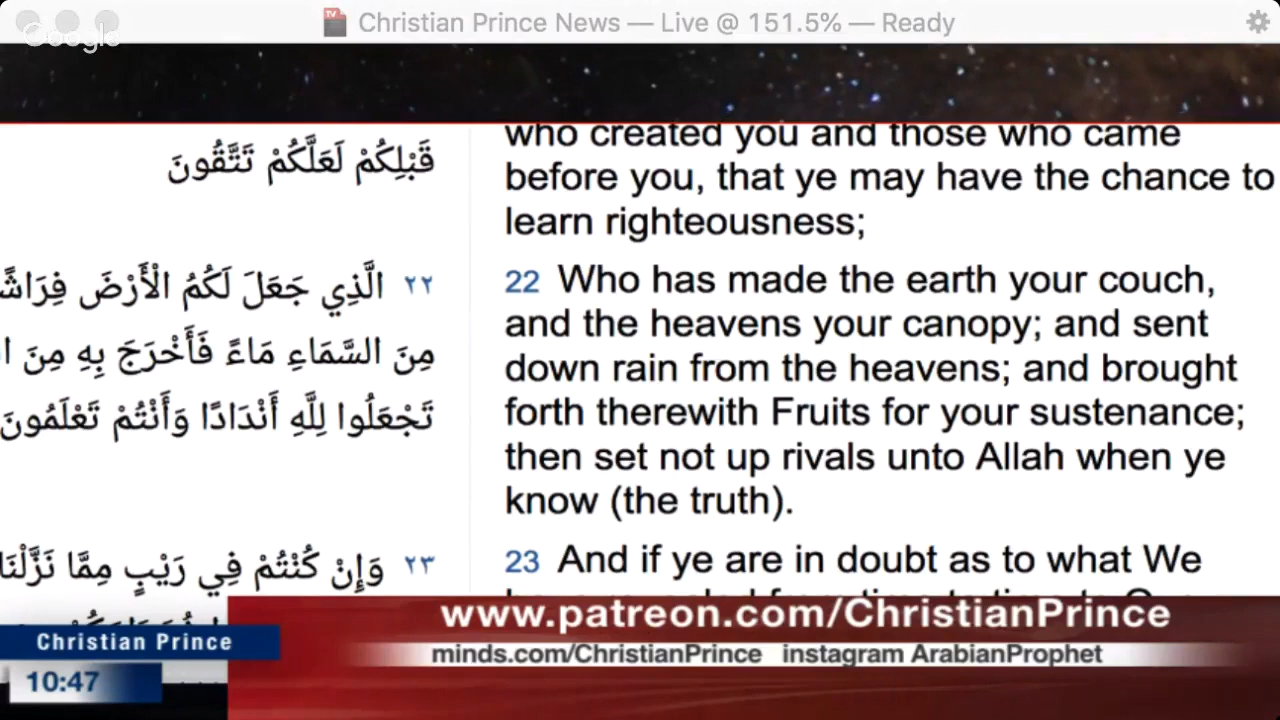 Christian Prince News — Live @ 151.5% — Ready
Google
قَبْلِكُمْ لَعَلَّكُمْ تَتَّقُونَ
٢٢ الَّذِي جَعَلَ لَكُمُ الْأَرْضَ فِرَاشًا
مِنَ السَّمَاءِ مَاءً فَأَخْرَجَ بِهِ مِنَ
تَجْعَلُوا لِلَّهِ أَنْدَادًا وَأَنْتُمْ تَعْلَمُونَ
٢٣ وَإِنْ كُنْتُمْ فِي رَيْبٍ مِمَّا نَزَّلْنَا
who created you and those who came
before you, that ye may have the chance to
learn righteousness;
22 Who has made the earth your couch,
and the heavens your canopy; and sent
down rain from the heavens; and brought
forth therewith Fruits for your sustenance;
then set not up rivals unto Allah when ye
know (the truth).
23 And if ye are in doubt as to what We
www.patreon.com/ChristianPrince
Christian Prince
minds.com/ChristianPrince instagram ArabianProphet
10:47